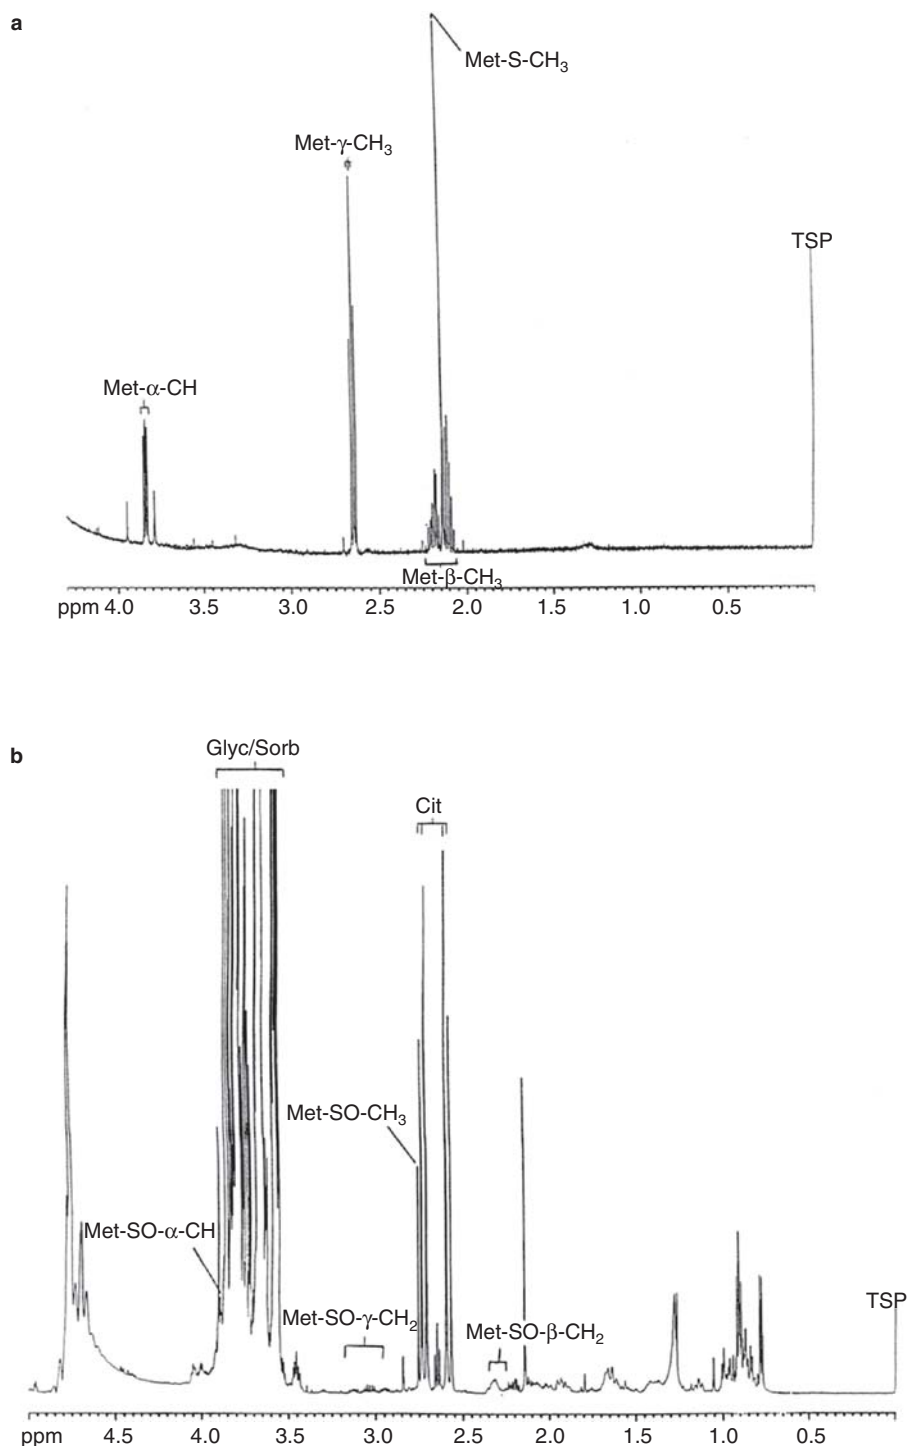 a
Met-S-CH₃
Met-γ-CH₃
TSP
Met-α-CH
Met-β-CH₃
ppm 4.0 3.5 3.0 2.5 2.0 1.5 1.0 0.5
b
Glyc/Sorb
Cit
Met-SO-CH₃
Met-SO-α-CH
TSP
Met-SO-γ-CH₂
Met-SO-β-CH₂
ppm 4.5 4.0 3.5 3.0 2.5 2.0 1.5 1.0 0.5